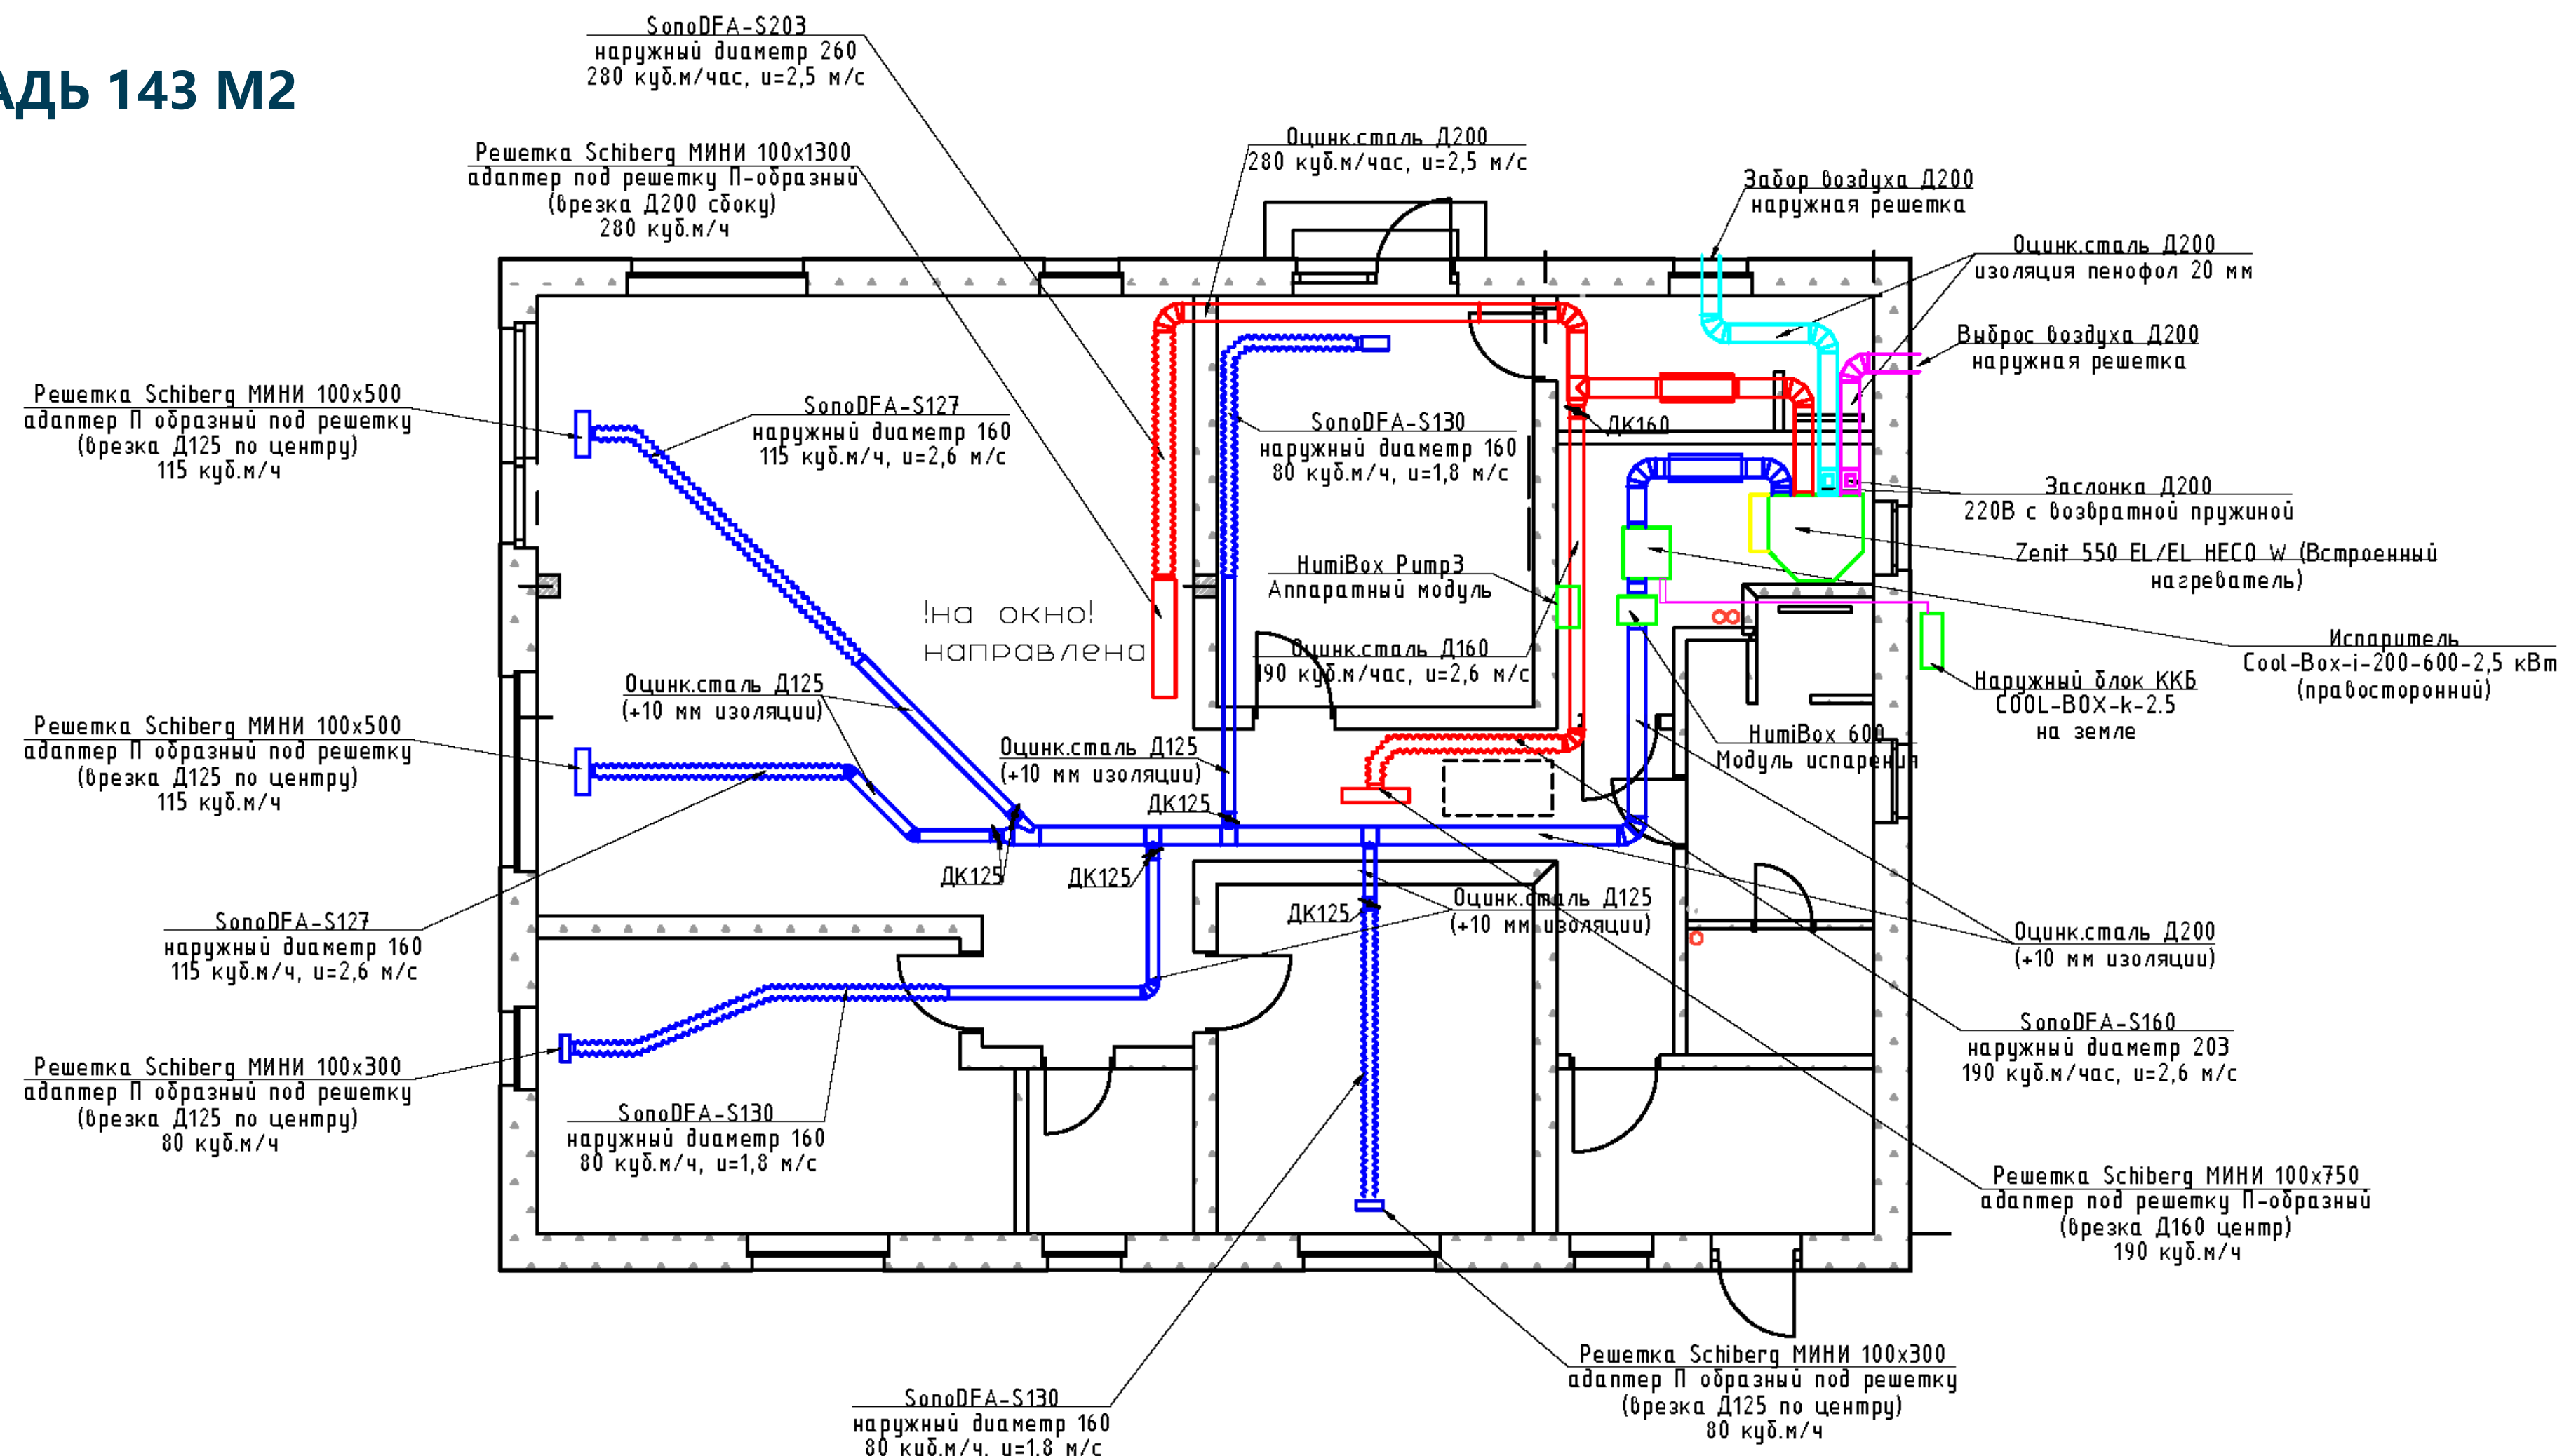 АДЬ 143 М2
SonoDFA-S203
наружный диаметр 260
280 куб.м/час, u=2,5 м/с
Решетка Schiberg МИНИ 100x1300
адаптер под решетку П-образный
(врезка Д200 сбоку)
280 куб.м/ч
Оцинк.сталь Д200
280 куб.м/час, u=2,5 м/с
Забор воздуха Д200
наружная решетка
Оцинк.сталь Д200
изоляция пенофол 20 мм
Выброс воздуха Д200
наружная решетка
Решетка Schiberg МИНИ 100x500
адаптер П образный под решетку
(врезка Д125 по центру)
115 куб.м/ч
SonoDFA-S127
наружный диаметр 160
115 куб.м/ч, u=2,6 м/с
SonoDFA-S130
наружный диаметр 160
80 куб.м/ч, u=1,8 м/с
ДК160
Заслонка Д200
220В с возвратной пружиной
Zenit 550 EL/EL HECO W (Встроенный
нагреватель)
HumiBox Pump3
Аппаратный модуль
!на окно!
направлена
Оцинк.сталь Д160
190 куб.м/час, u=2,6 м/с
Испаритель
Cool-Box-i-200-600-2,5 кВт
(правосторонний)
Наружный блок ККБ
COOL-BOX-k-2.5
на земле
Оцинк.сталь Д125
(+10 мм изоляции)
Решетка Schiberg МИНИ 100x500
адаптер П образный под решетку
(врезка Д125 по центру)
115 куб.м/ч
Оцинк.сталь Д125
(+10 мм изоляции)
HumiBox 600
Модуль испарения
ДК125
ДК125
ДК125
ДК125
Оцинк.сталь Д125
(+10 мм изоляции)
SonoDFA-S127
наружный диаметр 160
115 куб.м/ч, u=2,6 м/с
Оцинк.сталь Д200
(+10 мм изоляции)
SonoDFA-S160
наружный диаметр 203
190 куб.м/час, u=2,6 м/с
Решетка Schiberg МИНИ 100x300
адаптер П образный под решетку
(врезка Д125 по центру)
80 куб.м/ч
SonoDFA-S130
наружный диаметр 160
80 куб.м/ч, u=1,8 м/с
Решетка Schiberg МИНИ 100x750
адаптер под решетку П-образный
(врезка Д160 центр)
190 куб.м/ч
Решетка Schiberg МИНИ 100x300
адаптер П образный под решетку
(врезка Д125 по центру)
80 куб.м/ч
SonoDFA-S130
наружный диаметр 160
80 куб.м/ч, u=1,8 м/с